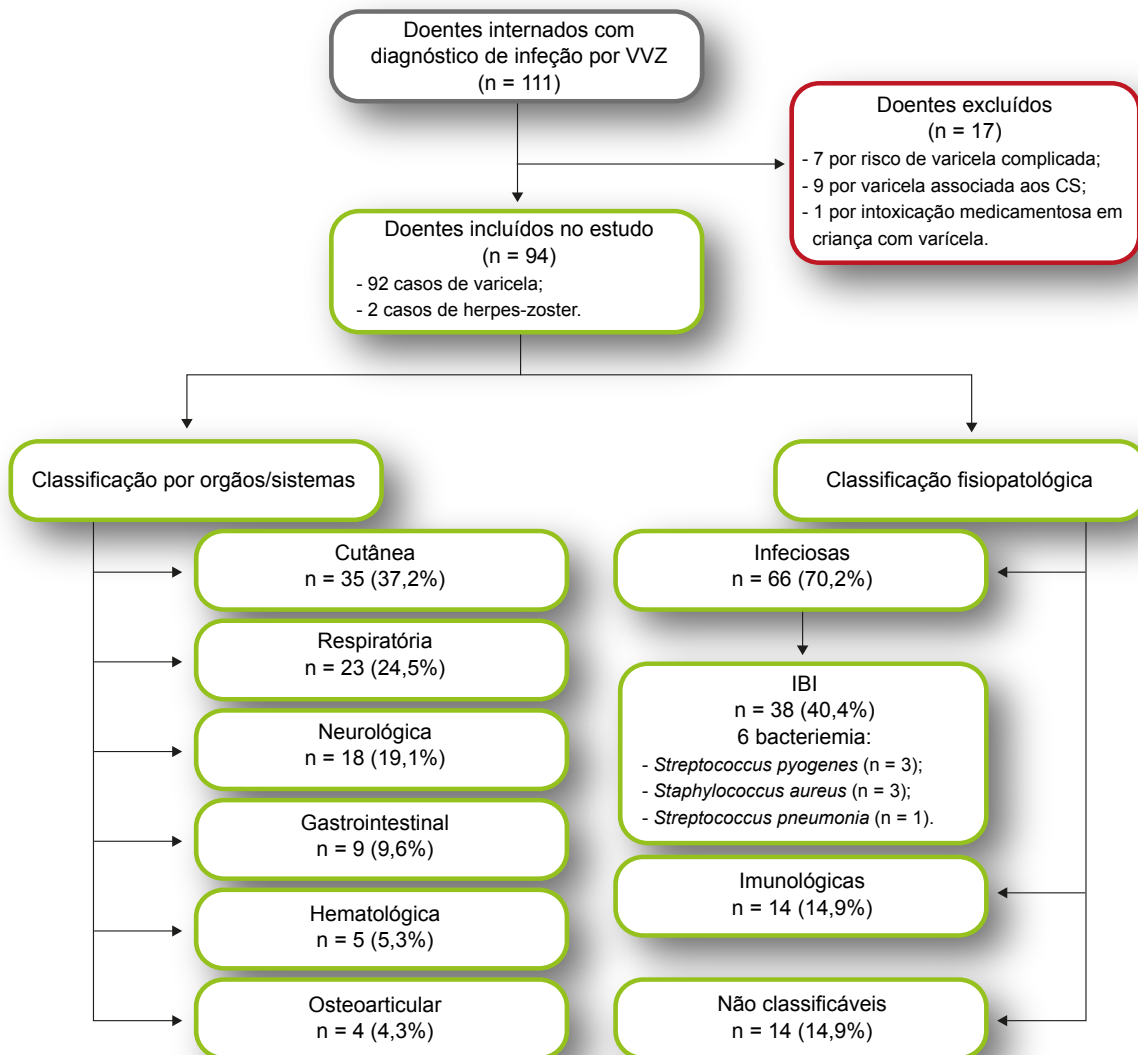 Doentes internados com
diagnóstico de infeção por VVZ
(n = 111)
Doentes excluídos
(n = 17)
- 7 por risco de varicela complicada;
- 9 por varicela associada aos CS;
- 1 por intoxicação medicamentosa em
criança com varícela.
Doentes incluídos no estudo
(n = 94)
- 92 casos de varicela;
- 2 casos de herpes-zoster.
Classificação por orgãos/sistemas
Cutânea
n = 35 (37,2%)
Respiratória
n = 23 (24,5%)
Neurológica
n = 18 (19,1%)
Gastrointestinal
n = 9 (9,6%)
Hematológica
n = 5 (5,3%)
Osteoarticular
n = 4 (4,3%)
Classificação fisiopatológica
Infeciosas
n = 66 (70,2%)
IBI
n = 38 (40,4%)
6 bacteriemia:
- Streptococcus pyogenes (n = 3);
- Staphylococcus aureus (n = 3);
- Streptococcus pneumonia (n = 1).
Imunológicas
n = 14 (14,9%)
Não classificáveis
n = 14 (14,9%)